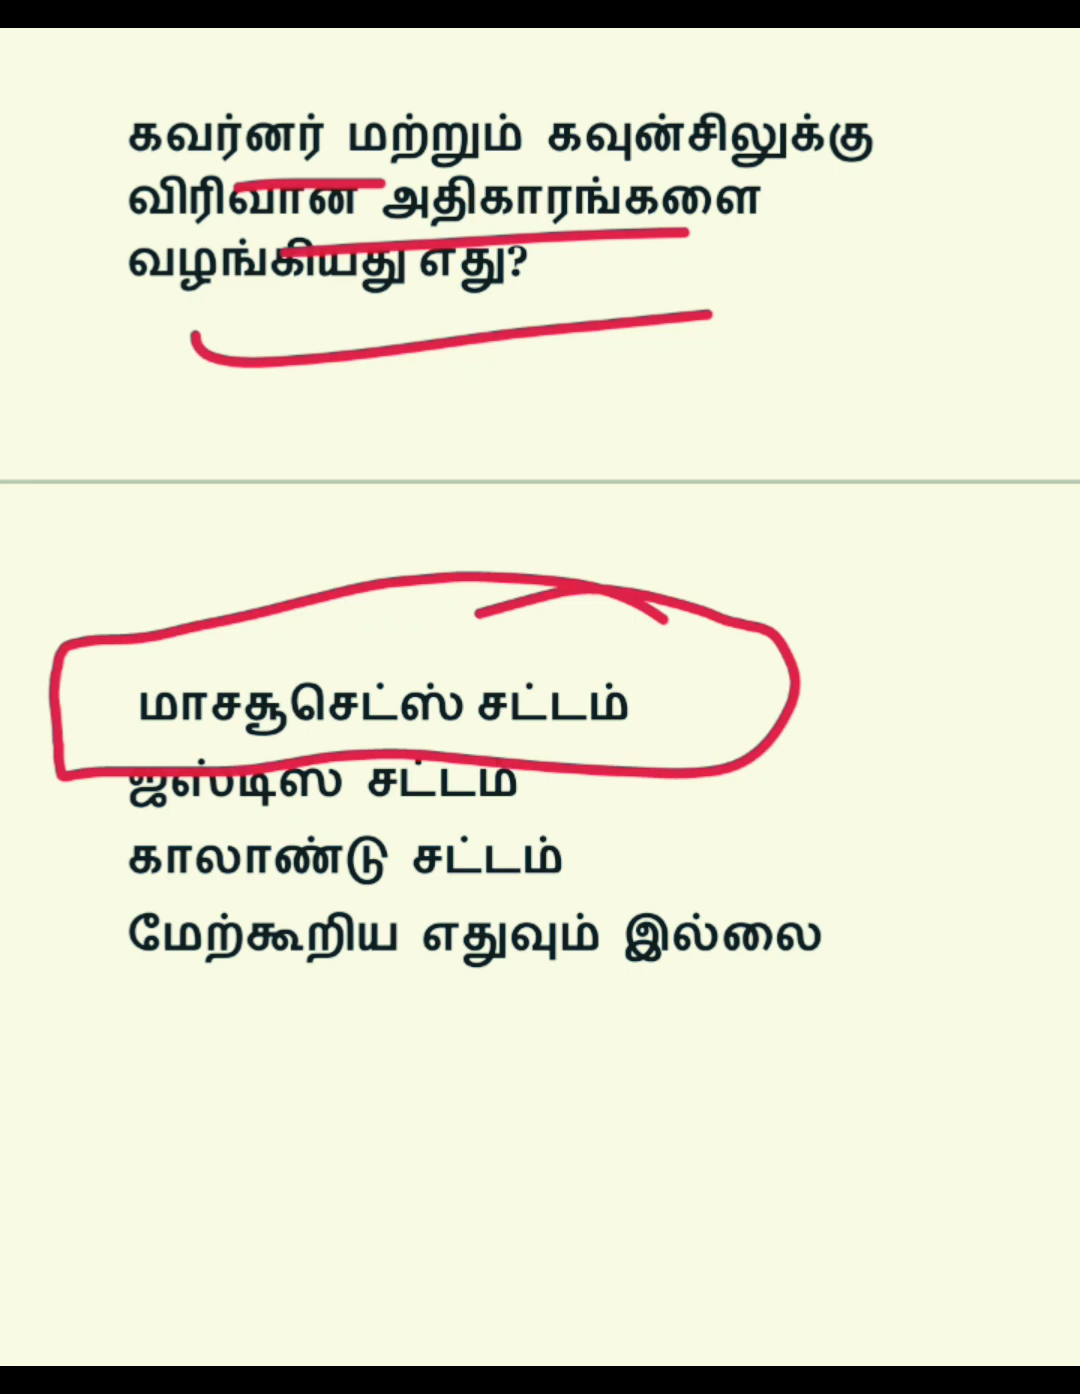 கவர்னர் மற்றும் கவுன்சிலுக்கு
விரிவான அதிகாரங்களை
வழங்கியது எது?
மாசசூசெட்ஸ் சட்டம்
ஜஸ்டிஸ் சட்டம்
காலாண்டு சட்டம்
மேற்கூறிய எதுவும் இல்லை